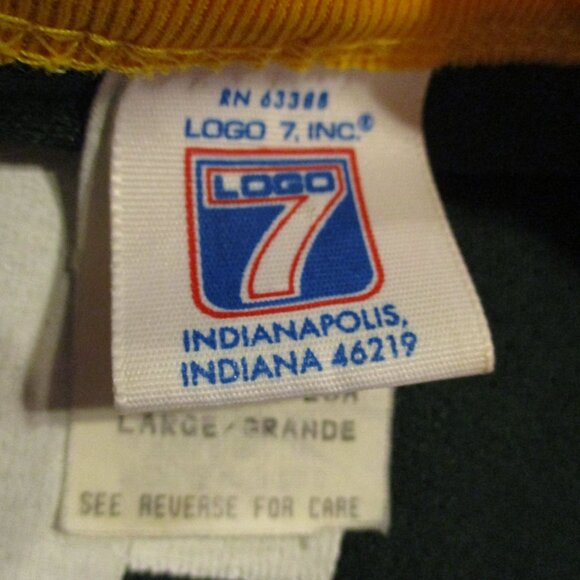 RN 63388
LOGO 7, INC.®
LOGO
7
INDIANAPOLIS,
INDIANA 46219
LARGE/GRANDE
SEE REVERSE FOR CARE